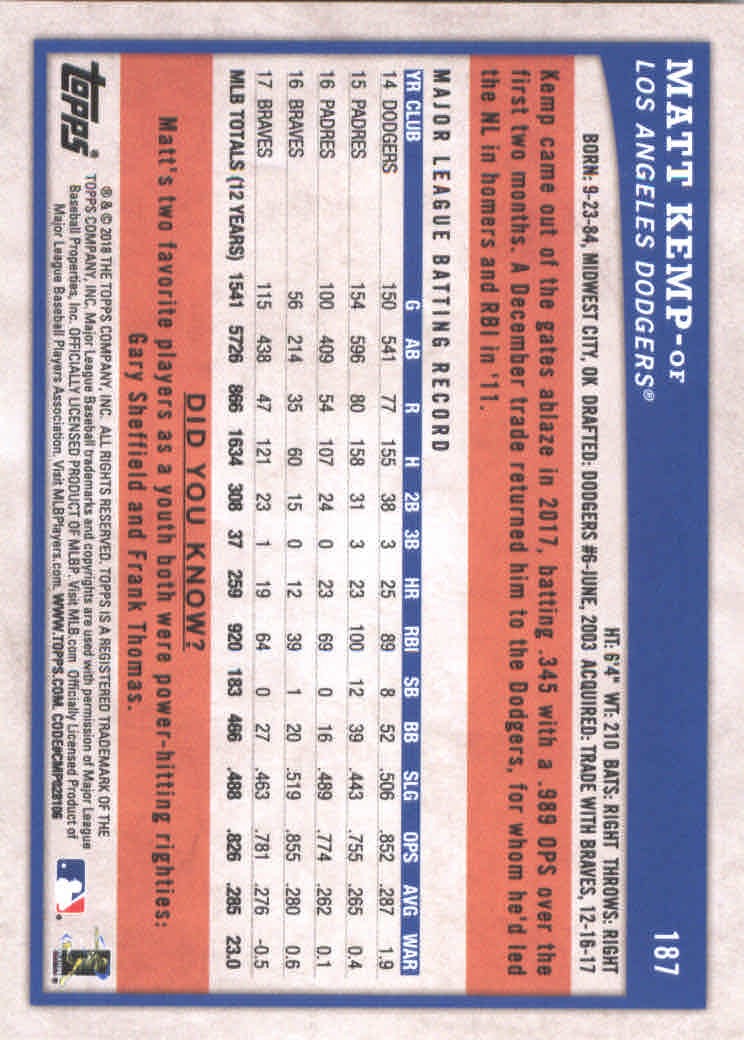 187
MATT KEMP-OF
LOS ANGELES DODGERS®
HT: 6'4" WT: 210 BATS: RIGHT THROWS: RIGHT
BORN: 9-23-84, MIDWEST CITY, OK DRAFTED: DODGERS #6-JUNE, 2003 ACQUIRED: TRADE WITH BRAVES, 12-16-17
Kemp came out of the gates ablaze in 2017, batting .345 with a .989 OPS over the
first two months. A December trade returned him to the Dodgers, for whom he'd led
the NL in homers and RBI in '11.
MAJOR LEAGUE BATTING RECORD
YR CLUB G AB R H 2B 3B HR RBI SB BB SLG OPS AVG WAR
14 DODGERS 150 541 77 155 38 3 25 89 8 52 .506 .852 .287 1.9
15 PADRES 154 596 80 158 31 3 23 100 12 39 .443 .755 .265 0.4
16 PADRES 100 409 54 107 24 0 23 69 0 16 .489 .774 .262 0.1
16 BRAVES 56 214 35 60 15 0 12 39 1 20 .519 .855 .280 0.6
17 BRAVES 115 438 47 121 23 1 19 64 0 27 .463 .781 .276 -0.5
MLB TOTALS (12 YEARS) 1541 5726 866 1634 308 37 259 920 183 466 .488 .826 .285 23.0
DID YOU KNOW?
Matt's two favorite players as a youth both were power-hitting righties:
Gary Sheffield and Frank Thomas.
topps®
® & © 2018 THE TOPPS COMPANY, INC. ALL RIGHTS RESERVED. TOPPS IS A REGISTERED TRADEMARK OF THE
TOPPS COMPANY, INC. Major League Baseball trademarks and copyrights are used with permission of Major League
Baseball Properties, Inc. OFFICIALLY LICENSED PRODUCT OF MLBP. Visit MLB.com Officially Licensed Product of
Major League Baseball Players Association. Visit MLBPlayers.com. WWW.TOPPS.COM. CODE#CMP028106